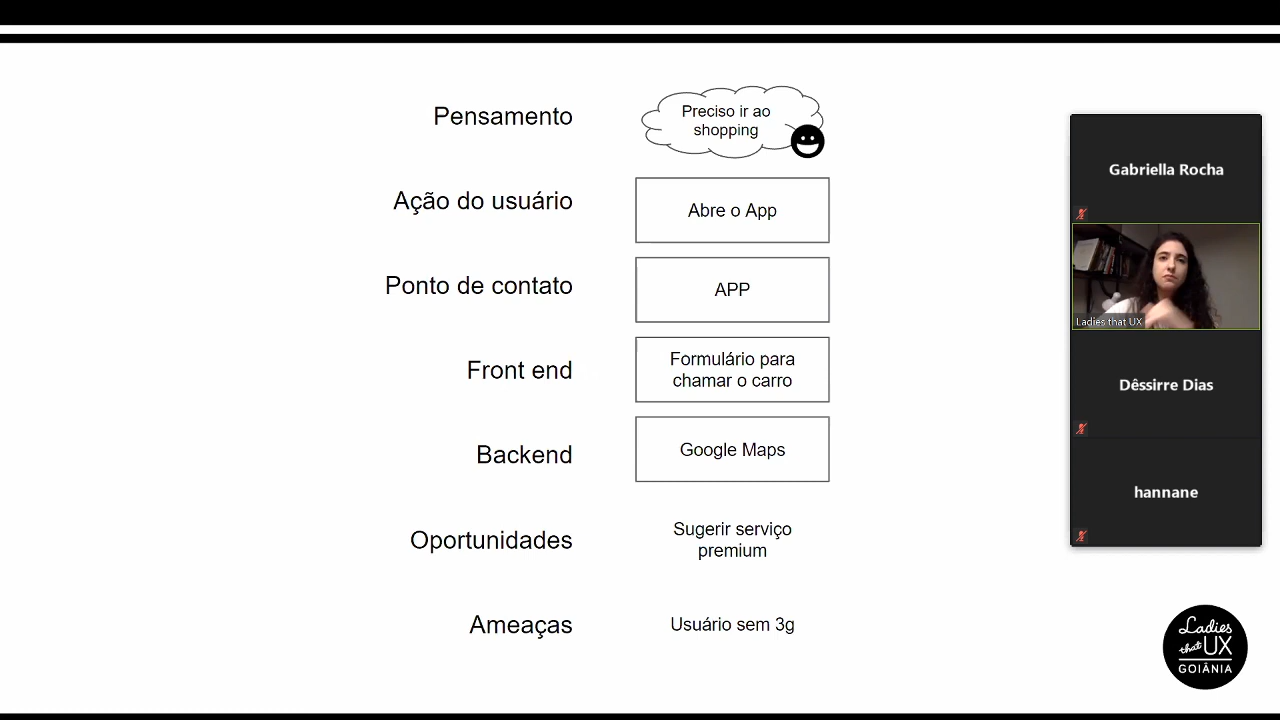 Pensamento
Preciso ir ao
shopping
Ação do usuário
Abre o App
Ponto de contato
APP
Front end
Formulário para
chamar o carro
Backend
Google Maps
Oportunidades
Sugerir serviço
premium
Ameaças
Usuário sem 3g
Gabriella Rocha
Ladies that UX
Dêssirre Dias
hannane
Ladies
that UX
GOIÂNIA